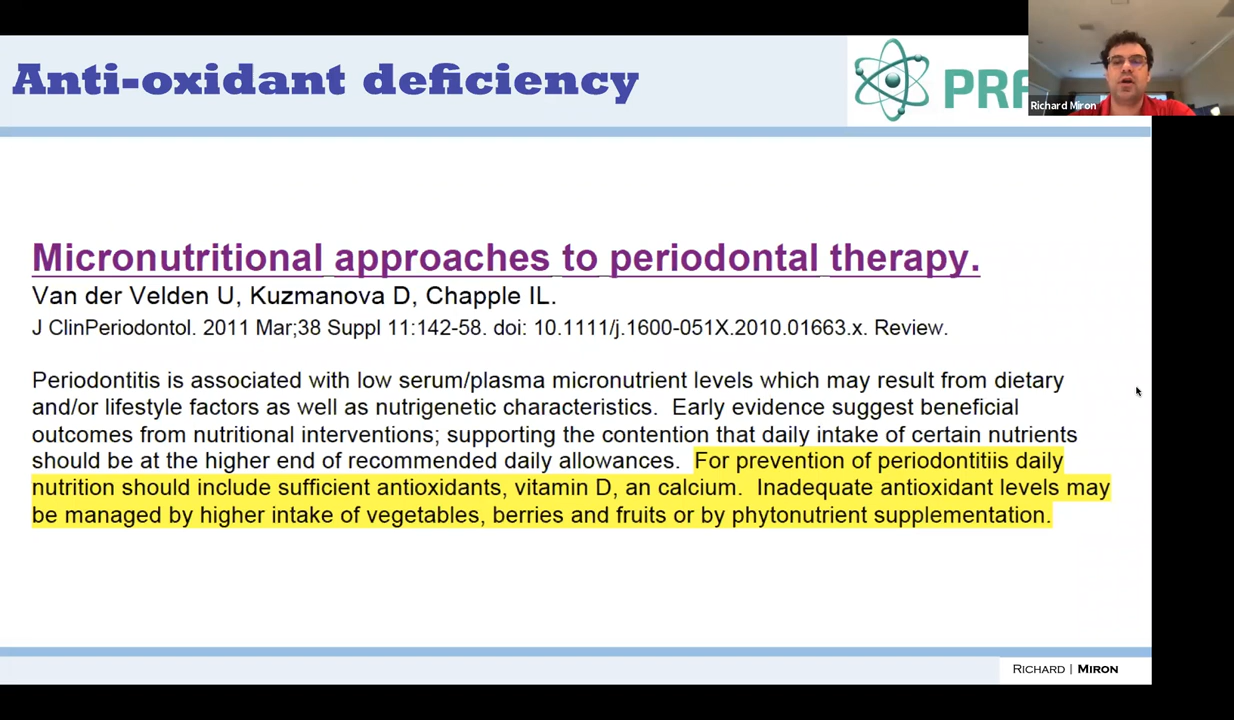 Anti-oxidant deficiency
PRF
Richard Miron
Micronutritional approaches to periodontal therapy.
Van der Velden U, Kuzmanova D, Chapple IL.
J ClinPeriodontol. 2011 Mar;38 Suppl 11:142-58. doi: 10.1111/j.1600-051X.2010.01663.x. Review.
Periodontitis is associated with low serum/plasma micronutrient levels which may result from dietary
and/or lifestyle factors as well as nutrigenetic characteristics.  Early evidence suggest beneficial
outcomes from nutritional interventions; supporting the contention that daily intake of certain nutrients
should be at the higher end of recommended daily allowances.  For prevention of periodontitiis daily
nutrition should include sufficient antioxidants, vitamin D, an calcium.  Inadequate antioxidant levels may
be managed by higher intake of vegetables, berries and fruits or by phytonutrient supplementation.
RICHARD | MIRON